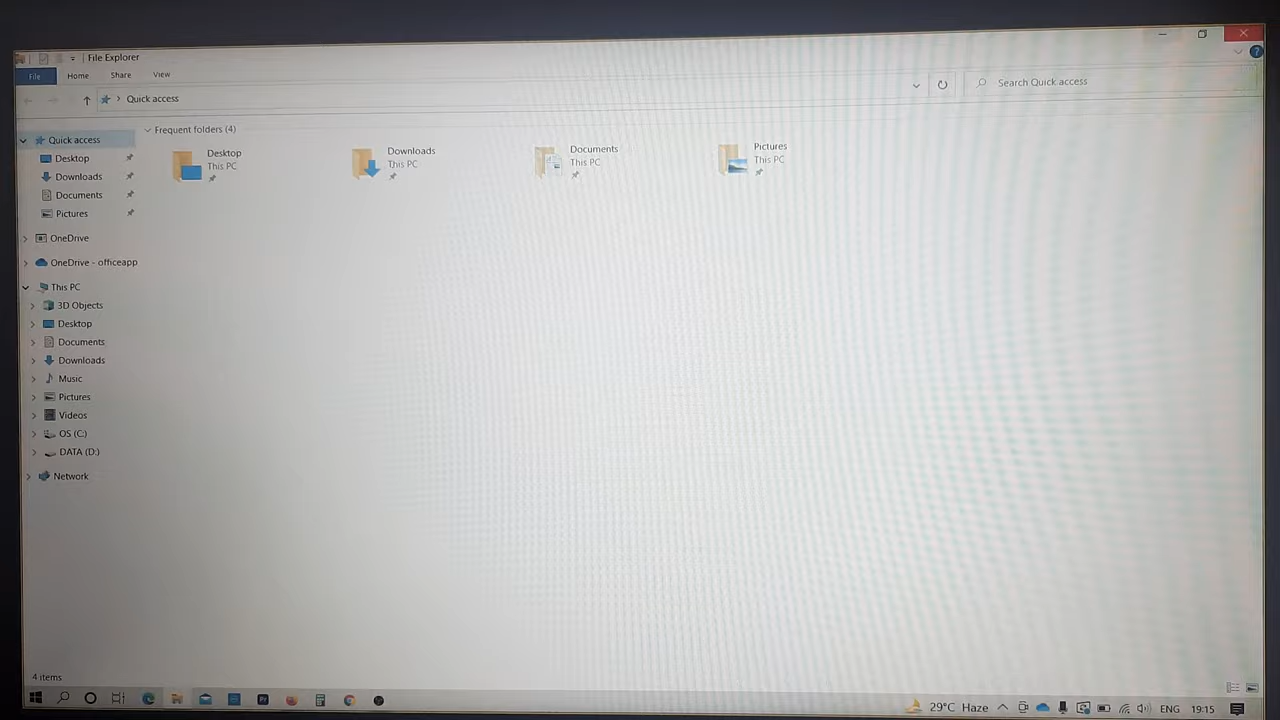 File Explorer
File Home Share View
Quick access
Search Quick access
Quick access
Desktop
Downloads
Documents
Pictures
OneDrive
OneDrive - officeapp
This PC
3D Objects
Desktop
Documents
Downloads
Music
Pictures
Videos
OS (C:)
DATA (D:)
Network
Frequent folders (4)
Desktop
This PC
Downloads
This PC
Documents
This PC
Pictures
This PC
4 items
29°C Haze ENG 19:15